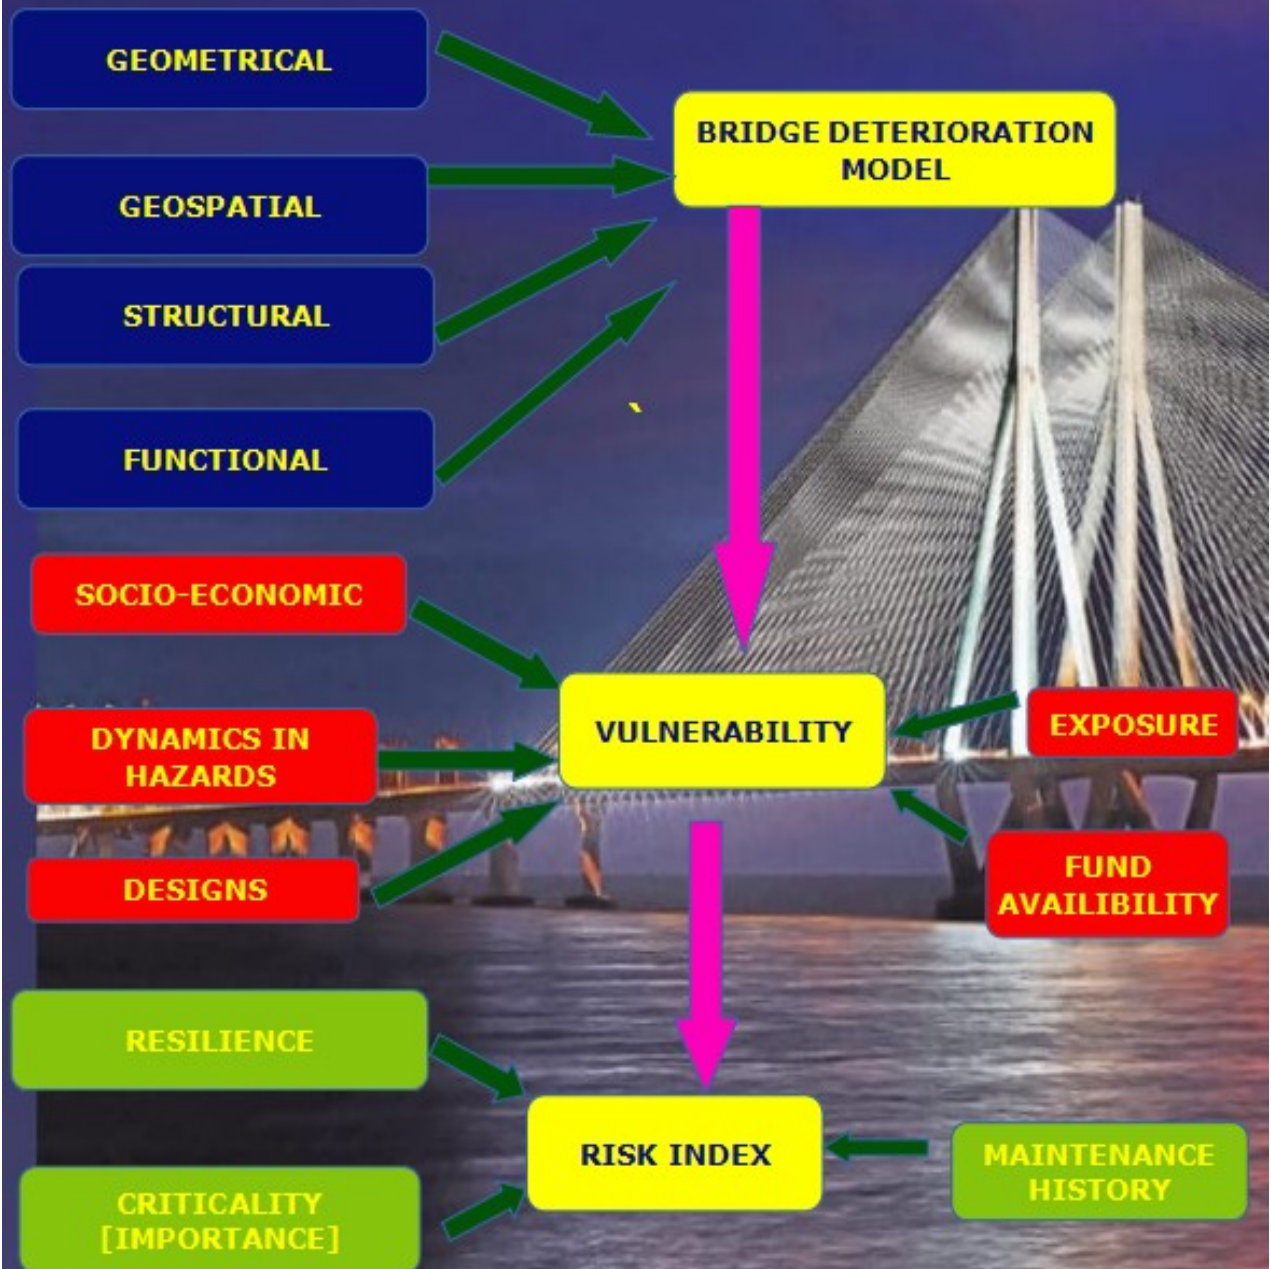 GEOMETRICAL
BRIDGE DETERIORATION
MODEL
GEOSPATIAL
STRUCTURAL
FUNCTIONAL
`
SOCIO-ECONOMIC
VULNERABILITY
EXPOSURE
DYNAMICS IN
HAZARDS
DESIGNS
FUND
AVAILIBILITY
RESILIENCE
RISK INDEX
MAINTENANCE
HISTORY
CRITICALITY
[IMPORTANCE]